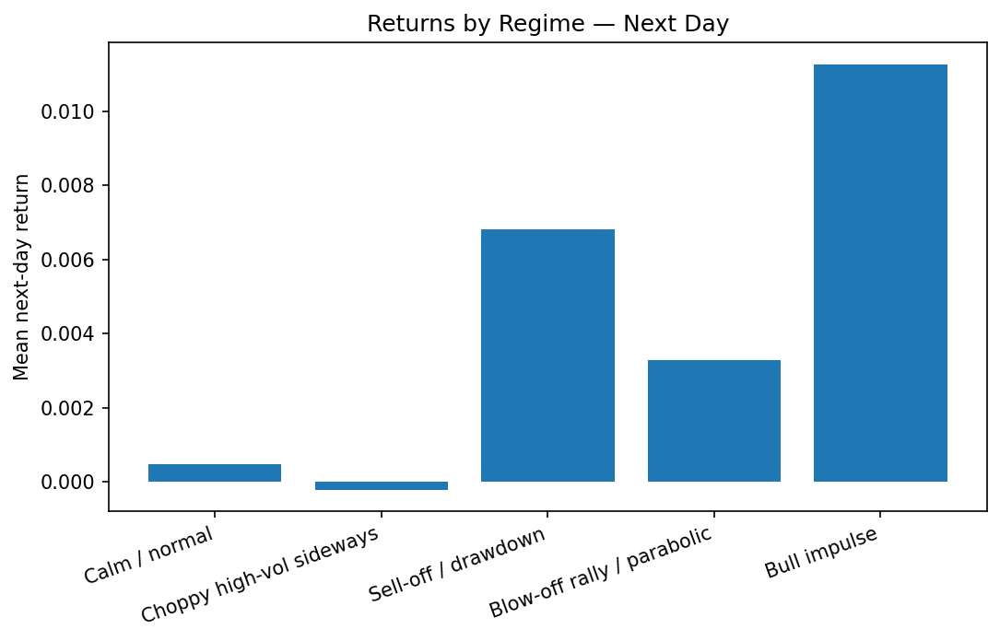 Returns by Regime — Next Day
Mean next-day return
0.010
0.008
0.006
0.004
0.002
0.000
Calm / normal
Choppy high-vol sideways
Sell-off / drawdown
Blow-off rally / parabolic
Bull impulse